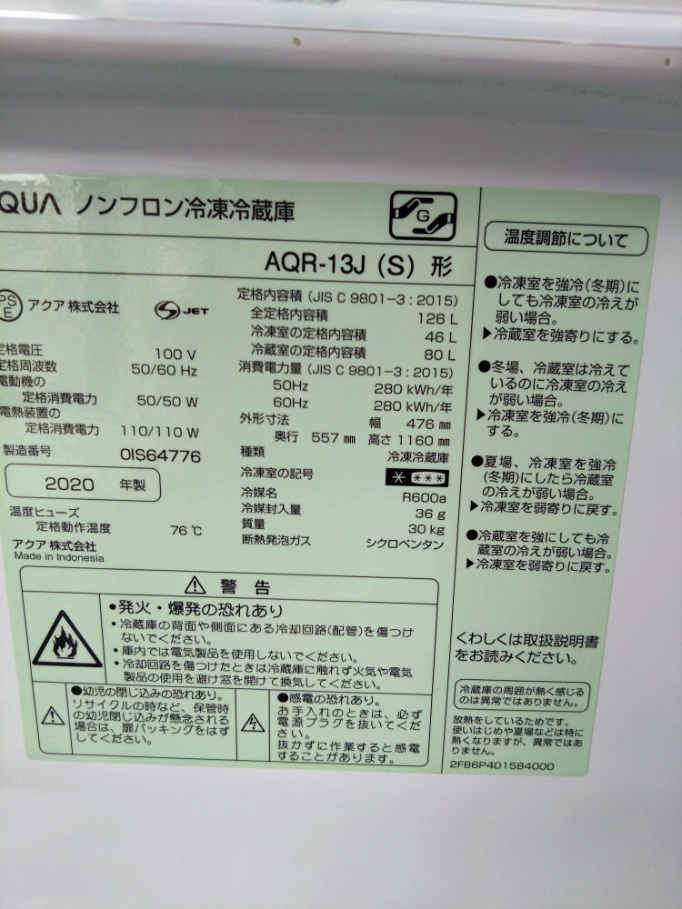 QUA ノンフロン冷凍冷蔵庫
G
AQR-13J (S) 形
PS
E
アクア株式会社
S JET
定格電圧 100 V
定格周波数 50/60 Hz
電動機の
定格消費電力 50/50 W
電熱装置の
定格消費電力 110/110 W
製造番号 0IS64776
2020 年製
温度ヒューズ
定格動作温度 76 ℃
アクア株式会社
Made in Indonesia
定格内容積 (JIS C 9801-3 : 2015)
全定格内容積 126 L
冷凍室の定格内容積 46 L
冷蔵室の定格内容積 80 L
消費電力量 (JIS C 9801-3 : 2015)
50Hz 280 kWh/年
60Hz 280 kWh/年
外形寸法 幅 476 ㎜
奥行 557 ㎜ 高さ 1160 ㎜
種類 冷凍冷蔵庫
冷凍室の記号
冷媒名 R600a
冷媒封入量 36 g
質量 30 kg
断熱発泡ガス シクロペンタン
警告
•発火・爆発の恐れあり
・冷蔵庫の背面や側面にある冷却回路(配管)を傷つけ
ないでください。
・庫内では電気製品を使用しないでください。
・冷却回路を傷つけたときは冷蔵庫に触れず火気や電気
製品の使用を避け窓を開けて換気してください。
●幼児の閉じ込みの恐れあり。
リサイクルの時など、保管時
の幼児閉じ込みが懸念される
場合は、扉パッキングをはず
してください。
●感電の恐れあり。
お手入れのときは、必ず
電源プラグを抜いてくだ
さい。
抜かずに作業すると感電
することがあります。
温度調節について
●冷凍室を強冷(冬期)に
しても冷凍室の冷えが
弱い場合。
▶冷蔵室を強寄りにする。
●冬場、冷蔵室は冷えて
いるのに冷凍室の冷え
が弱い場合。
▶冷凍室を強冷(冬期)に
する。
●夏場、冷凍室を強冷
(冬期)にしたら冷蔵室
の冷えが弱い場合。
▶冷凍室を弱寄りに戻す。
●冷蔵室を強にしても冷
蔵室の冷えが弱い場合。
▶冷凍室を弱寄りに戻す。
くわしくは取扱説明書
をお読みください。
冷蔵庫の周囲が熱く感じる
のは異常ではありません。
放熱をしているためです。
使いはじめや夏場などは特に
熱くなりますが、異常ではあ
りません。
2FB6P401584000